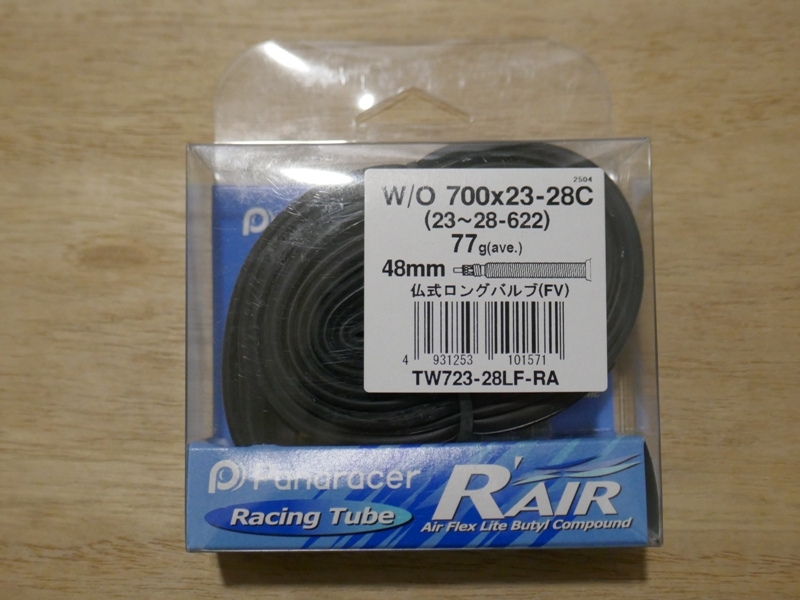 2504
W/O 700x23-28C
(23～28-622)
77g(ave.)
48mm
仏式ロングバルブ(FV)
4 931253 101571
TW723-28LF-RA
Panaracer
R'AIR
Racing Tube
Air Flex Lite Butyl Compound